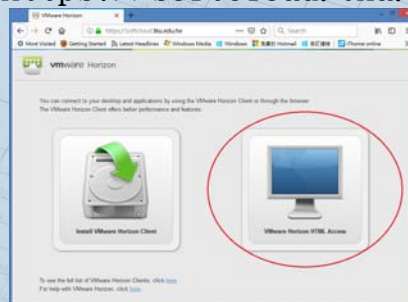 VMware Horizon
Search
Most Visited Getting Started Latest Headlines Windows Media Windows Hotmail
vmware Horizon
You can connect to your desktop and applications by using the VMware Horizon Client or through the browser.
The VMware Horizon Client offers better performance and features.
Install VMware Horizon Client
VMware Horizon HTML Access
To see the full list of VMware Horizon Clients, click here
For help with VMware Horizon, click here